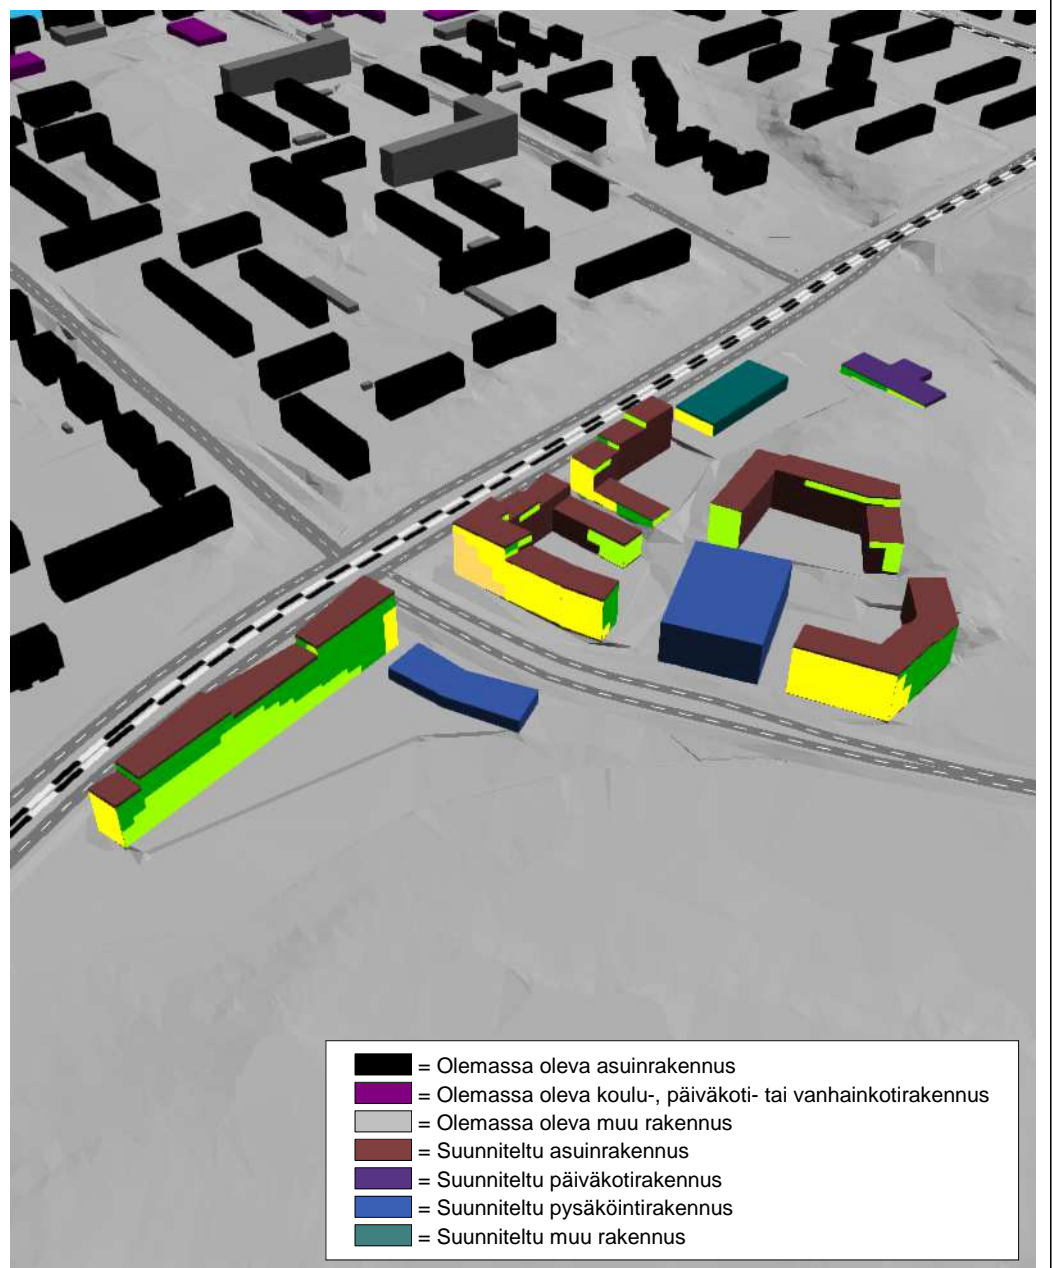 = Olemassa oleva asuinrakennus
= Olemassa oleva koulu-, päiväkoti- tai vanhainkotirakennus
= Olemassa oleva muu rakennus
= Suunniteltu asuinrakennus
= Suunniteltu päiväkotirakennus
= Suunniteltu pysäköintirakennus
= Suunniteltu muu rakennus